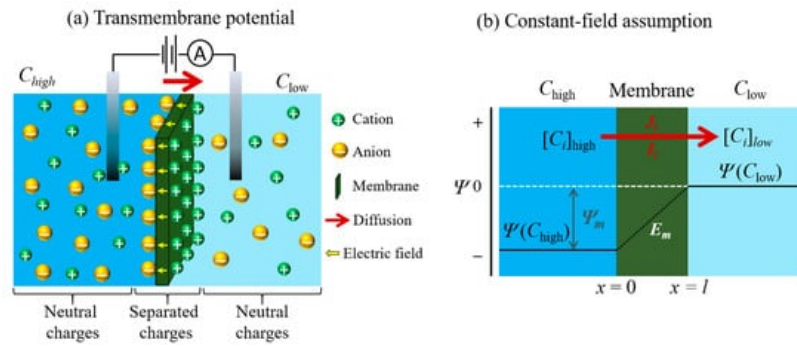 (a) Transmembrane potential
A
C_high
C_low
+ Cation
− Anion
Membrane
Diffusion
Electric field
Neutral
charges
Separated
charges
Neutral
charges
(b) Constant-field assumption
C_high
Membrane
C_low
+
J_i
[C_i]_high
[C_i]_low
I_i
Ψ(C_low)
Ψ 0
Ψ_m
Ψ(C_high)
E_m
−
x = 0
x = l